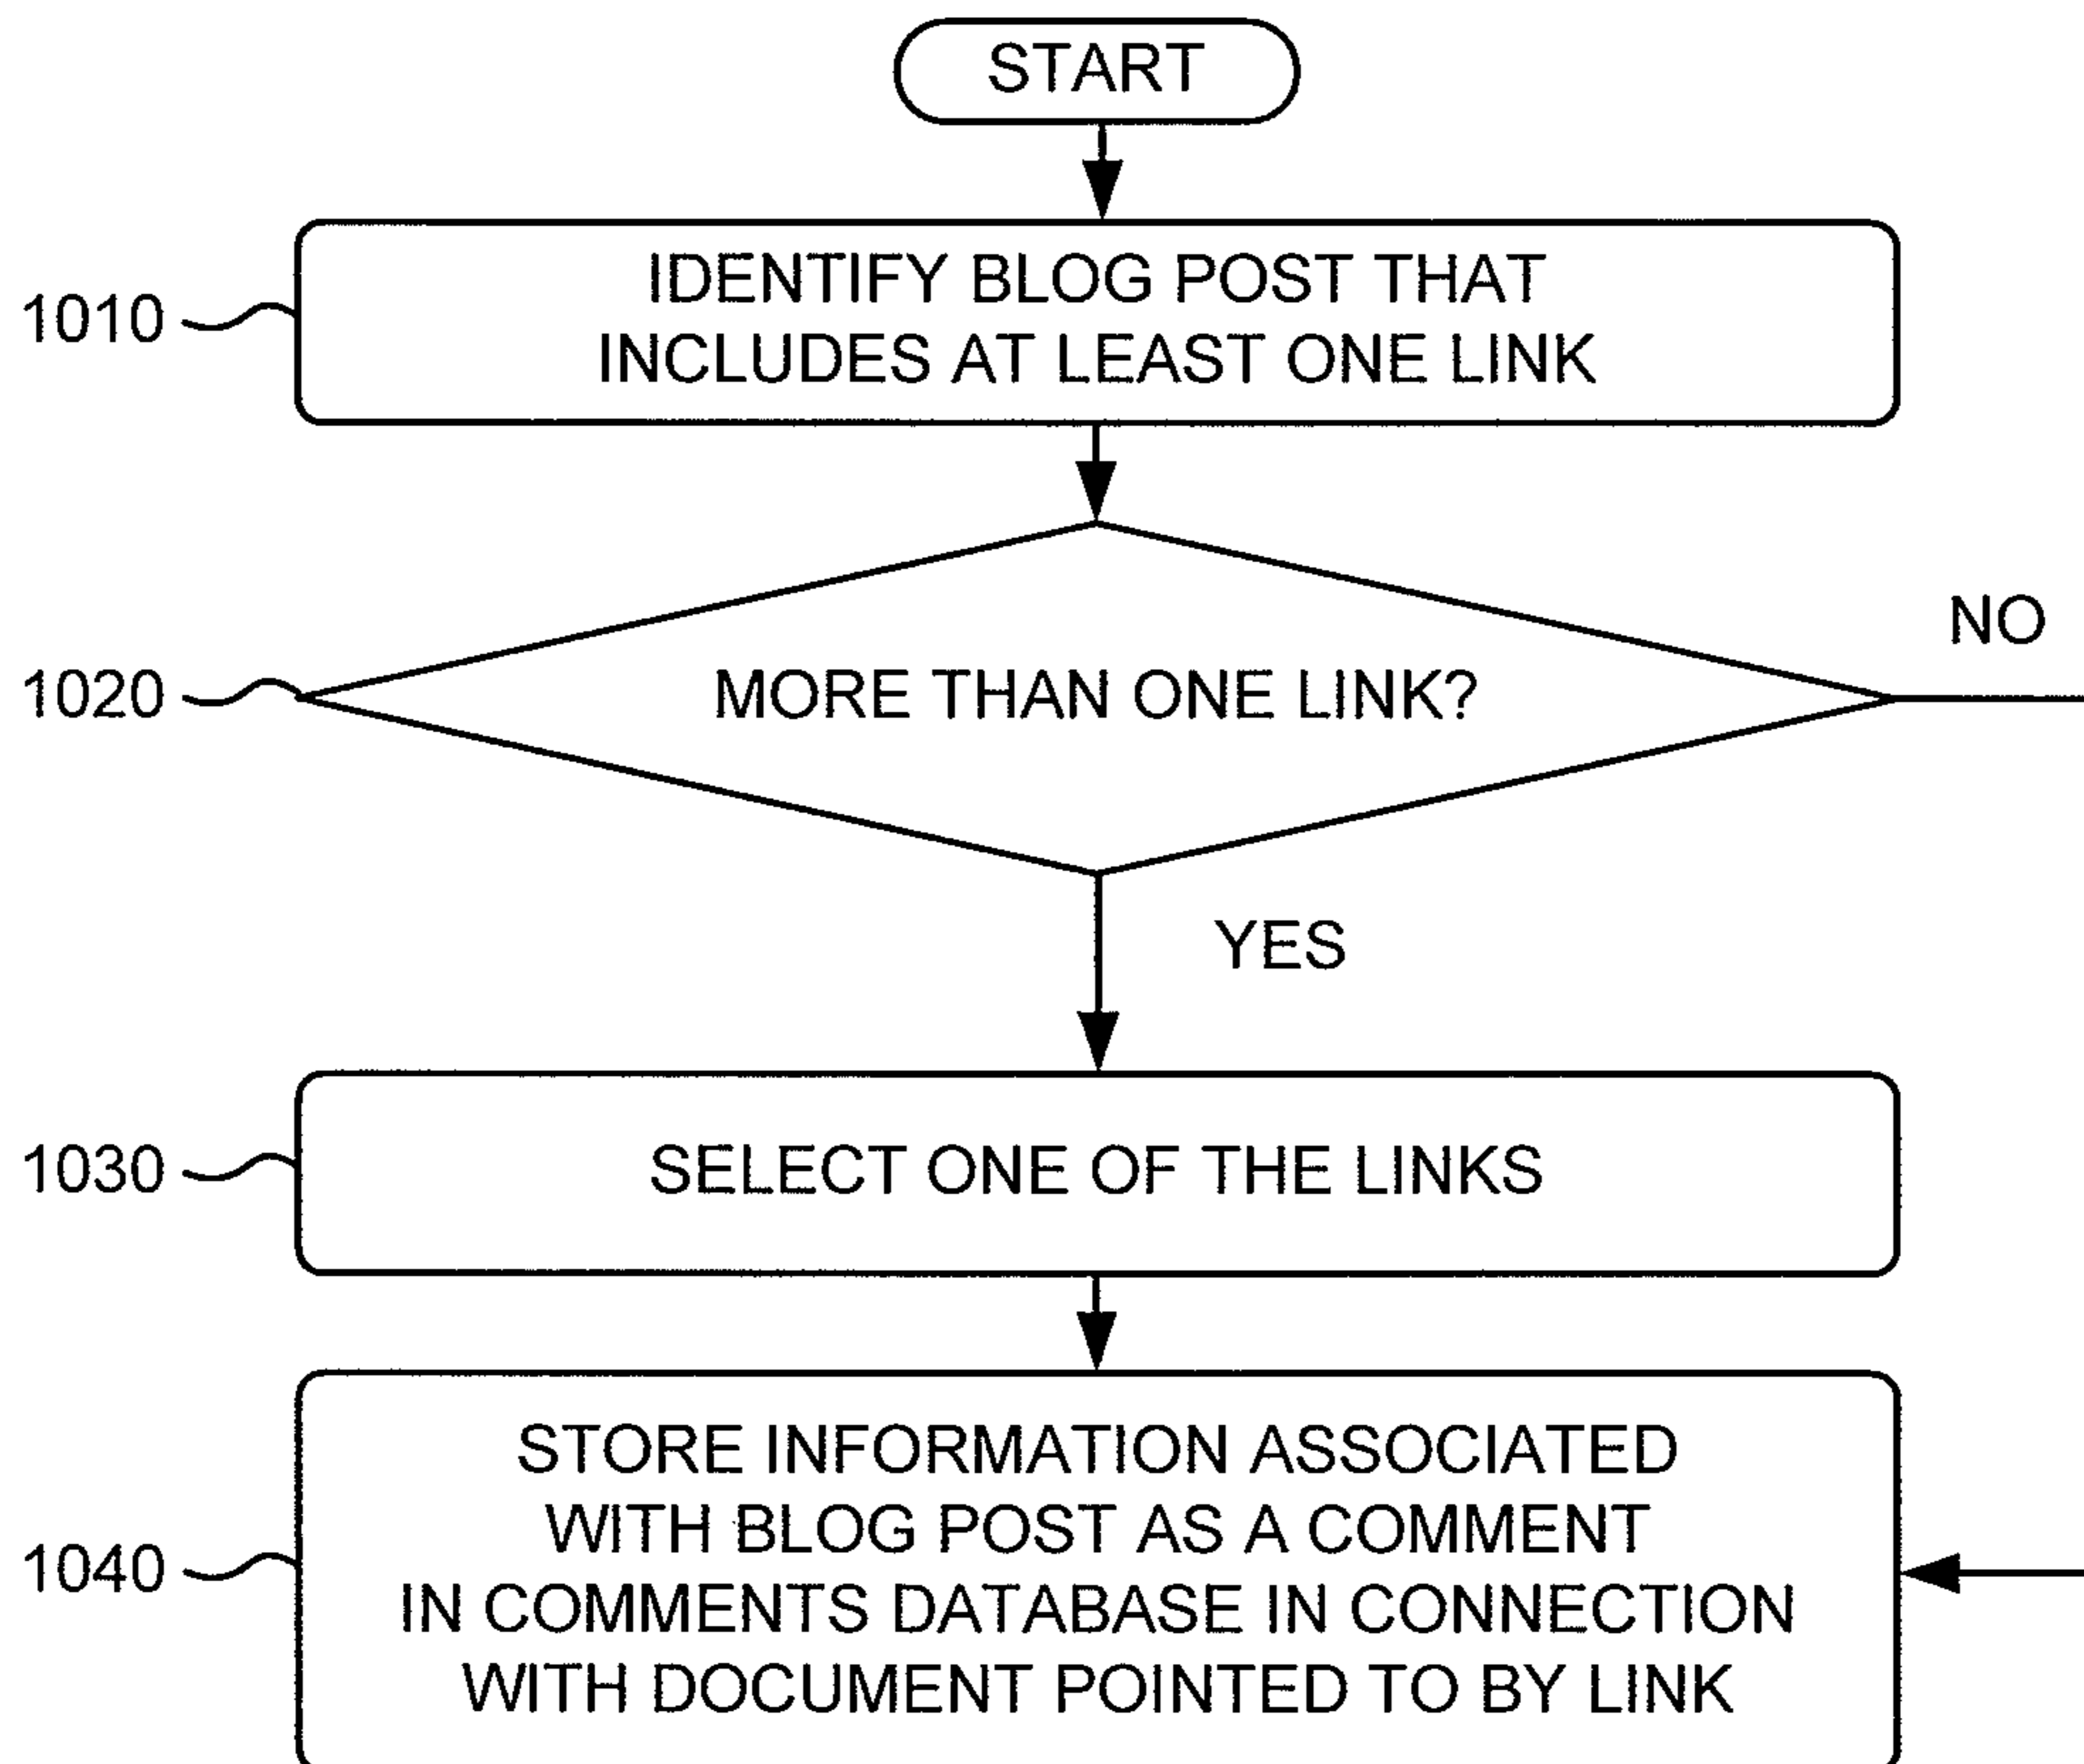 START
1010
IDENTIFY BLOG POST THAT
INCLUDES AT LEAST ONE LINK
1020
MORE THAN ONE LINK?
NO
YES
1030
SELECT ONE OF THE LINKS
1040
STORE INFORMATION ASSOCIATED
WITH BLOG POST AS A COMMENT
IN COMMENTS DATABASE IN CONNECTION
WITH DOCUMENT POINTED TO BY LINK